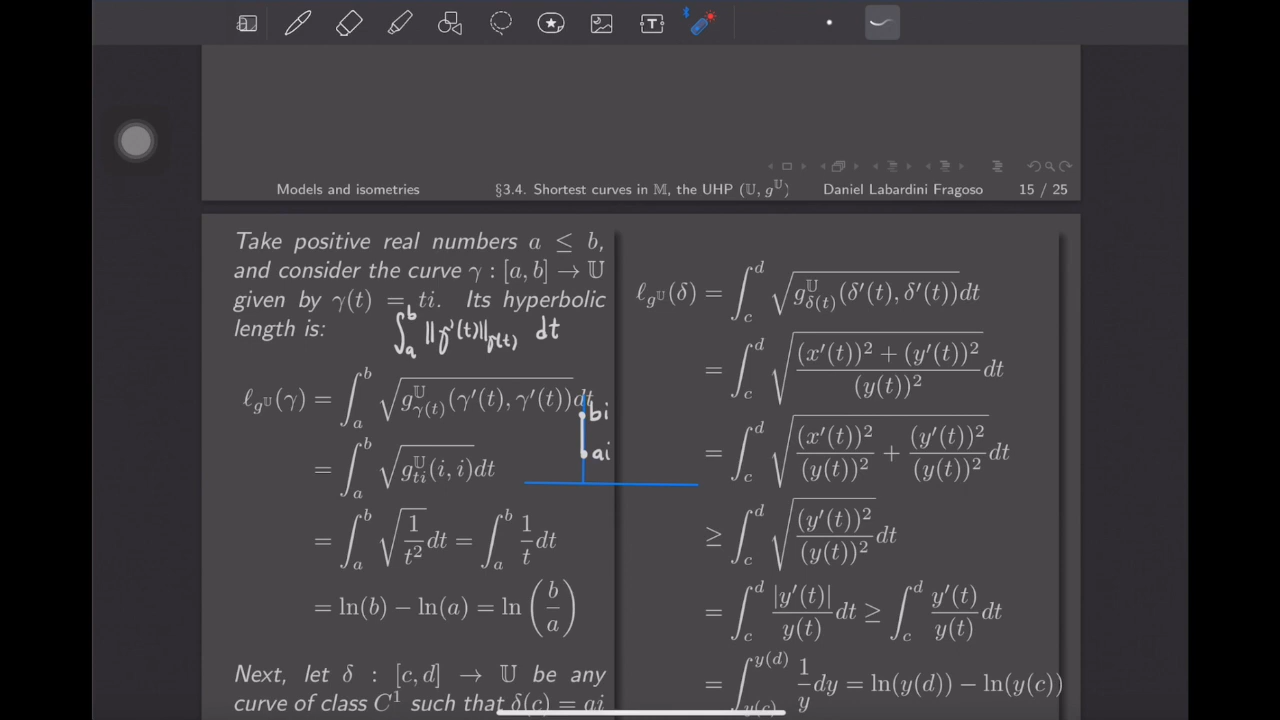 Models and isometries §3.4. Shortest curves in 𝕄, the UHP (𝕌, g^𝕌) Daniel Labardini Fragoso 15 / 25
Take positive real numbers a ≤ b,
and consider the curve γ : [a, b] → 𝕌
given by γ(t) = ti. Its hyperbolic
length is:
∫_a^b ||γ'(t)||_{γ(t)} dt
ℓ_{g^𝕌}(γ) = ∫_a^b √(g^𝕌_{γ(t)}(γ′(t), γ′(t))) dt
bi
ai
= ∫_a^b √(g^𝕌_{ti}(i, i)) dt
= ∫_a^b √(1/t²) dt = ∫_a^b 1/t dt
= ln(b) − ln(a) = ln(b/a)
Next, let δ : [c, d] → 𝕌 be any
curve of class C¹ such that δ(c) = ai
ℓ_{g^𝕌}(δ) = ∫_c^d √(g^𝕌_{δ(t)}(δ′(t), δ′(t))) dt
= ∫_c^d √(((x′(t))² + (y′(t))²)/(y(t))²) dt
= ∫_c^d √((x′(t))²/(y(t))² + (y′(t))²/(y(t))²) dt
≥ ∫_c^d √((y′(t))²/(y(t))²) dt
= ∫_c^d |y′(t)|/y(t) dt ≥ ∫_c^d y′(t)/y(t) dt
= ∫_{y(c)}^{y(d)} 1/y dy = ln(y(d)) − ln(y(c))